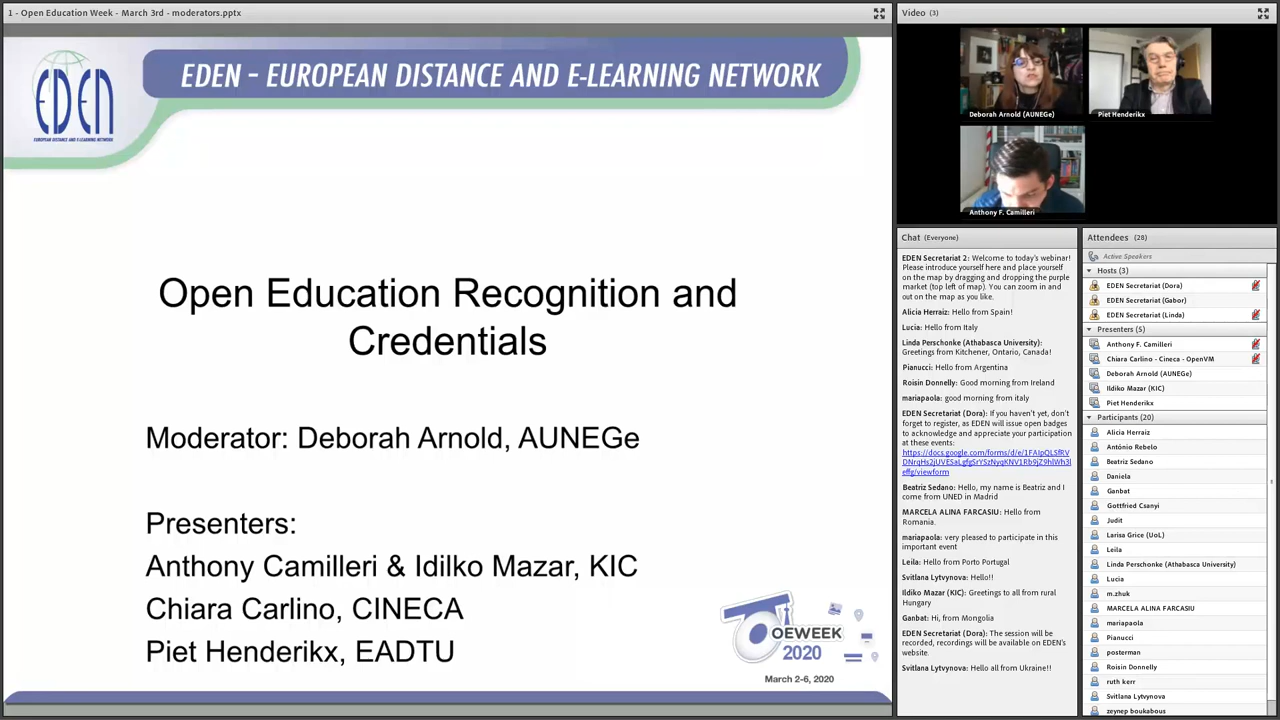 1 - Open Education Week - March 3rd - moderators.pptx
EDEN
EUROPEAN DISTANCE AND E-LEARNING NETWORK
EDEN - EUROPEAN DISTANCE AND E-LEARNING NETWORK
Open Education Recognition and
Credentials
Moderator: Deborah Arnold, AUNEGe
Presenters:
Anthony Camilleri & Idilko Mazar, KIC
Chiara Carlino, CINECA
Piet Henderikx, EADTU
OEWEEK
2020
March 2-6, 2020
Video (3)
Deborah Arnold (AUNEGe)
Piet Henderikx
Anthony F. Camilleri
Chat (Everyone)
EDEN Secretariat 2: Welcome to today's webinar!
Please introduce yourself here and place yourself
on the map by dragging and dropping the purple
market (top left of map). You can zoom in and
out on the map as you like.
Alicia Herraiz: Hello from Spain!
Lucia: Hello from Italy
Linda Perschonke (Athabasca University):
Greetings from Kitchener, Ontario, Canada!
Pianucci: Hello from Argentina
Roisin Donnelly: Good morning from Ireland
mariapaola: good morning from italy
EDEN Secretariat (Dora): If you haven't yet, don't
forget to register, as EDEN will issue open badges
to acknowledge and appreciate your participation
at these events:
Beatriz Sedano: Hello, my name is Beatriz and I
come from UNED in Madrid
MARCELA ALINA FARCASIU: Hello from
Romania.
mariapaola: very pleased to participate in this
important event
Leila: Hello from Porto Portugal
Svitlana Lytvynova: Hello!!
Ildiko Mazar (KIC): Greetings to all from rural
Hungary
Ganbat: Hi, from Mongolia
EDEN Secretariat (Dora): The session will be
recorded, recordings will be available on EDEN's
website.
Svitlana Lytvynova: Hello all from Ukraine!!
Attendees (28)
Active Speakers
Hosts (3)
EDEN Secretariat (Dora)
EDEN Secretariat (Gabor)
EDEN Secretariat (Linda)
Presenters (5)
Anthony F. Camilleri
Chiara Carlino - Cineca - OpenVM
Deborah Arnold (AUNEGe)
Ildiko Mazar (KIC)
Piet Henderikx
Participants (20)
Alicia Herraiz
António Rebelo
Beatriz Sedano
Daniela
Ganbat
Gottfried Csanyi
Judit
Larisa Grice (UoL)
Leila
Linda Perschonke (Athabasca University)
Lucia
m.zhuk
MARCELA ALINA FARCASIU
mariapaola
Pianucci
posterman
Roisin Donnelly
ruth kerr
Svitlana Lytvynova
zeynep boukabous